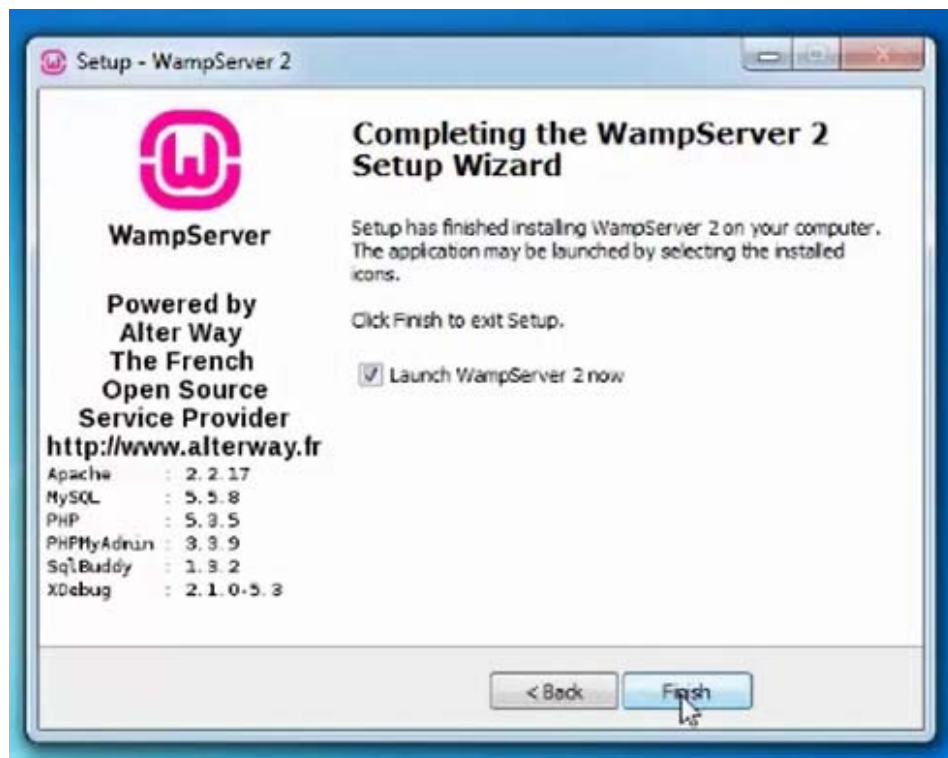 Setup - WampServer 2
WampServer
Powered by
Alter Way
The French
Open Source
Service Provider
http://www.alterway.fr
Apache : 2.2.17
MySQL : 5.5.8
PHP : 5.3.5
PHPMyAdmin : 3.3.9
SqlBuddy : 1.3.2
XDebug : 2.1.0-5.3
Completing the WampServer 2
Setup Wizard
Setup has finished installing WampServer 2 on your computer.
The application may be launched by selecting the installed
icons.
Click Finish to exit Setup.
Launch WampServer 2 now
< Back
Finish